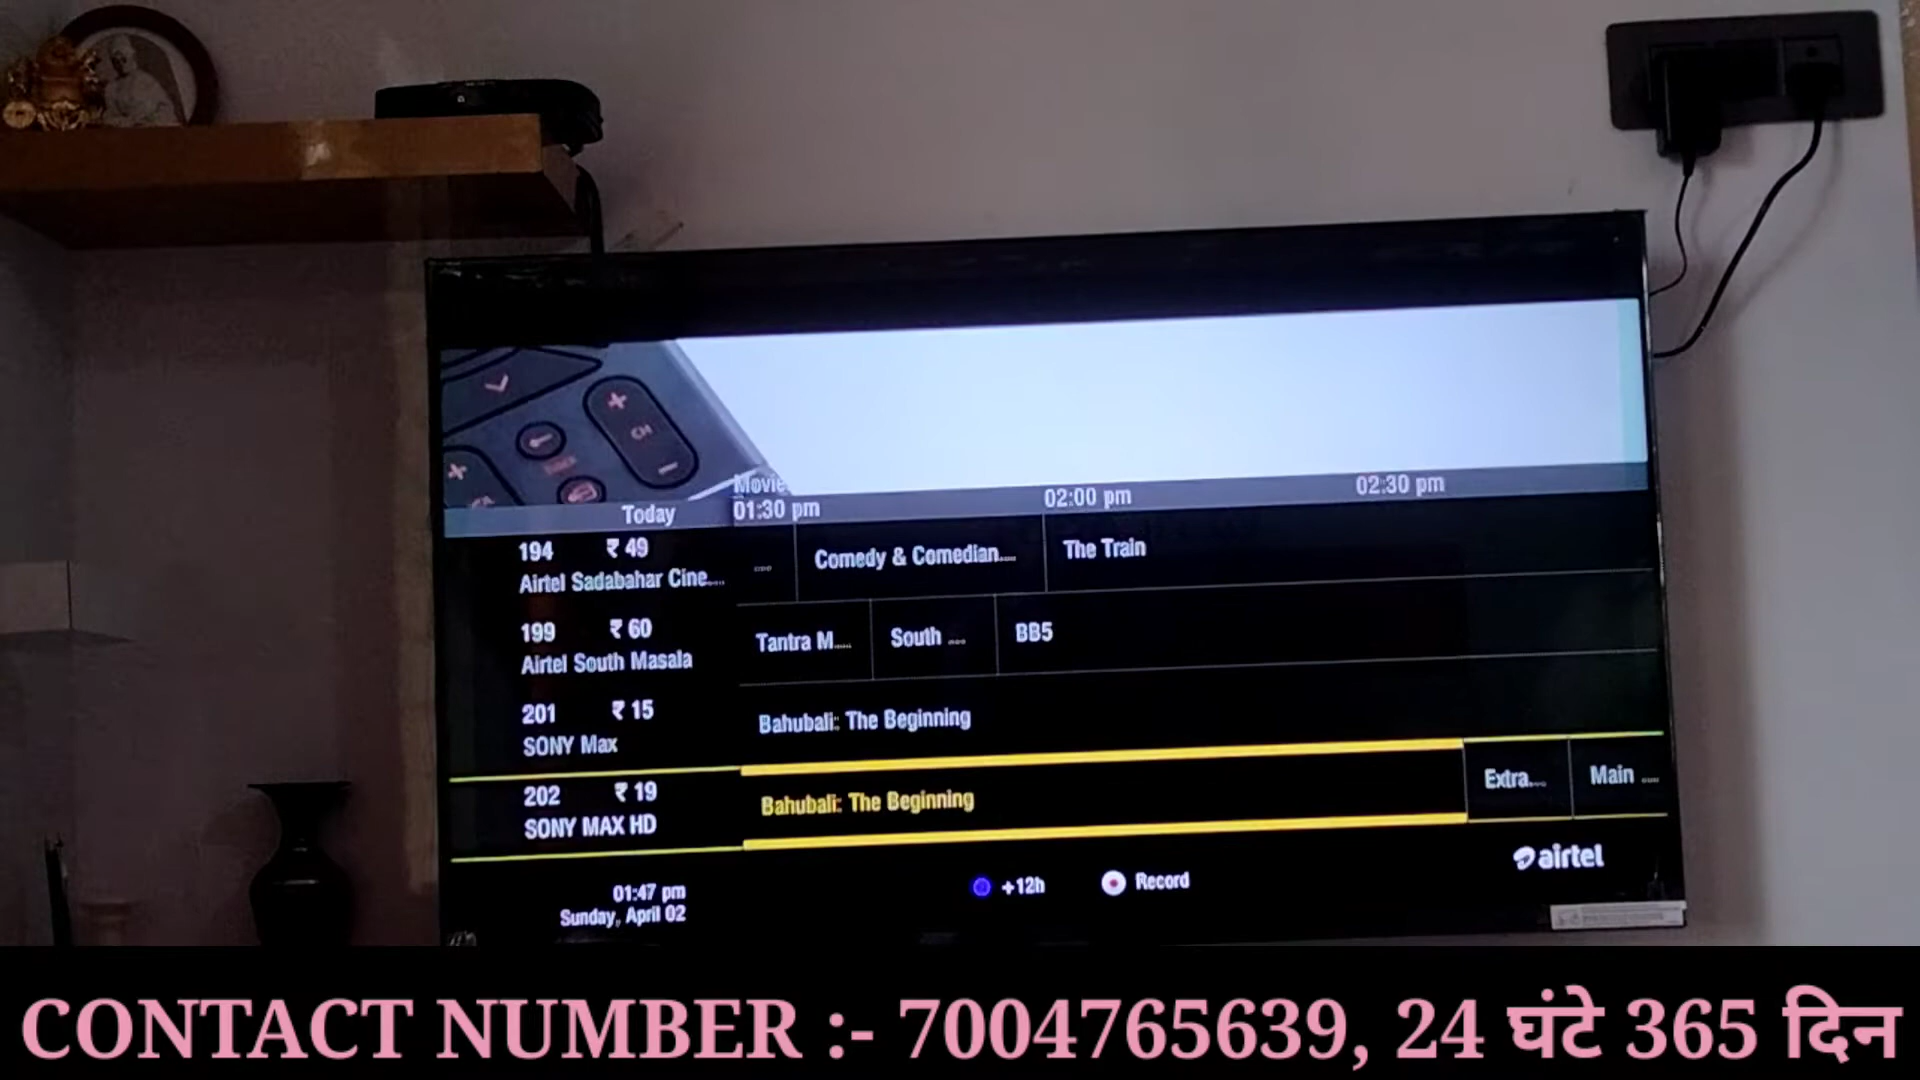 CH
Movie
Today 01:30 pm 02:00 pm 02:30 pm
194 ₹ 49
Airtel Sadabahar Cine.... .... Comedy & Comedian.... The Train
199 ₹ 60
Airtel South Masala Tantra M.... South .... BB5
201 ₹ 15
SONY Max Bahubali: The Beginning
202 ₹ 19
SONY MAX HD Bahubali: The Beginning Extra.... Main ....
airtel
01:47 pm +12h Record
Sunday, April 02
CONTACT NUMBER :- 7004765639, 24 घंटे 365 दिन